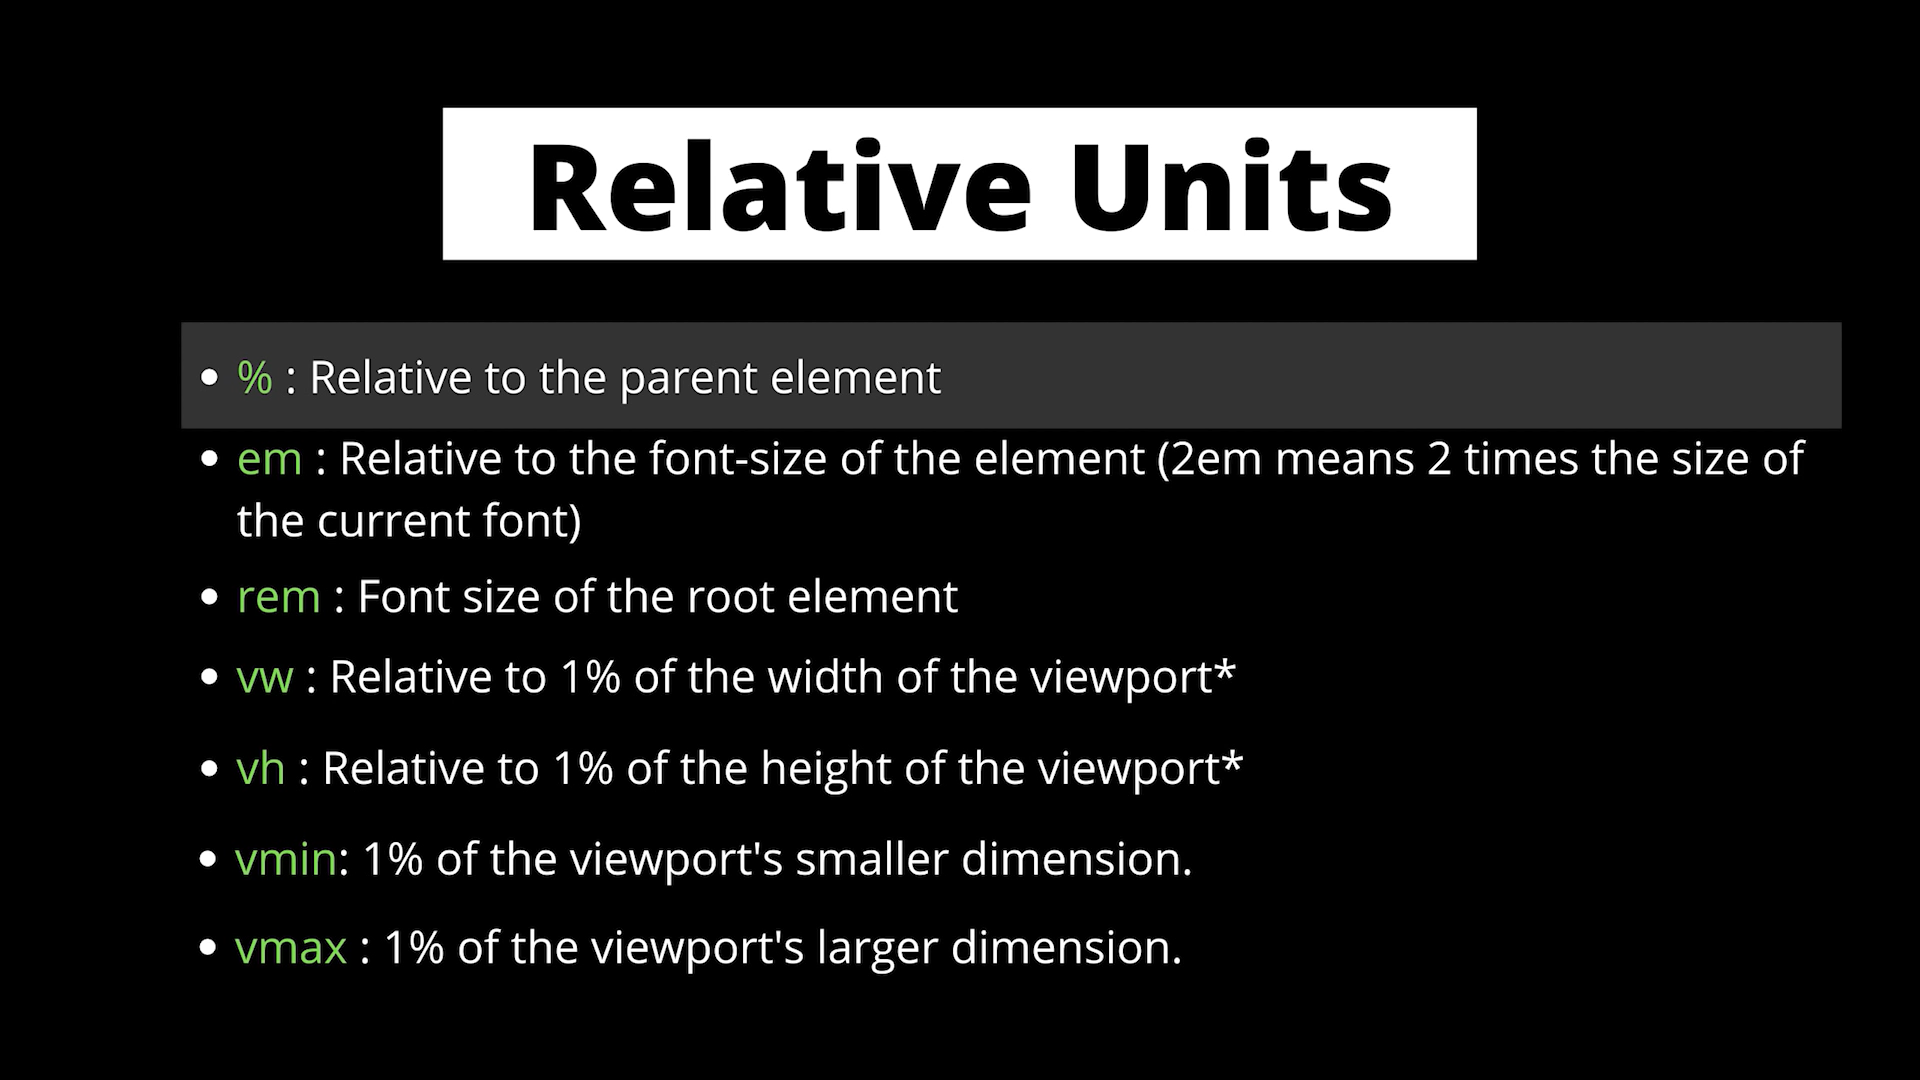 Relative Units
• % : Relative to the parent element
• em : Relative to the font-size of the element (2em means 2 times the size of
the current font)
• rem : Font size of the root element
• vw : Relative to 1% of the width of the viewport*
• vh : Relative to 1% of the height of the viewport*
• vmin: 1% of the viewport's smaller dimension.
• vmax : 1% of the viewport's larger dimension.